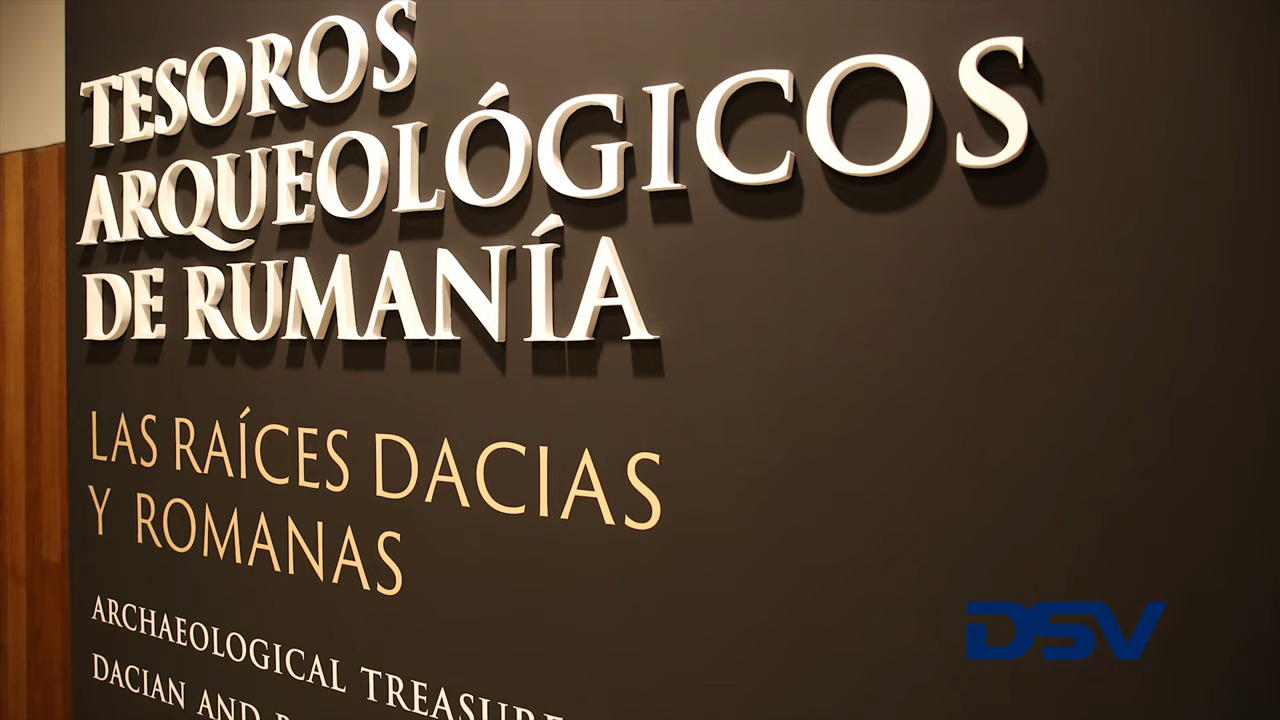 TESOROS
ARQUEOLÓGICOS
DE RUMANÍA
LAS RAÍCES DACIAS
Y ROMANAS
ARCHAEOLOGICAL
DACIAN AND
DSV